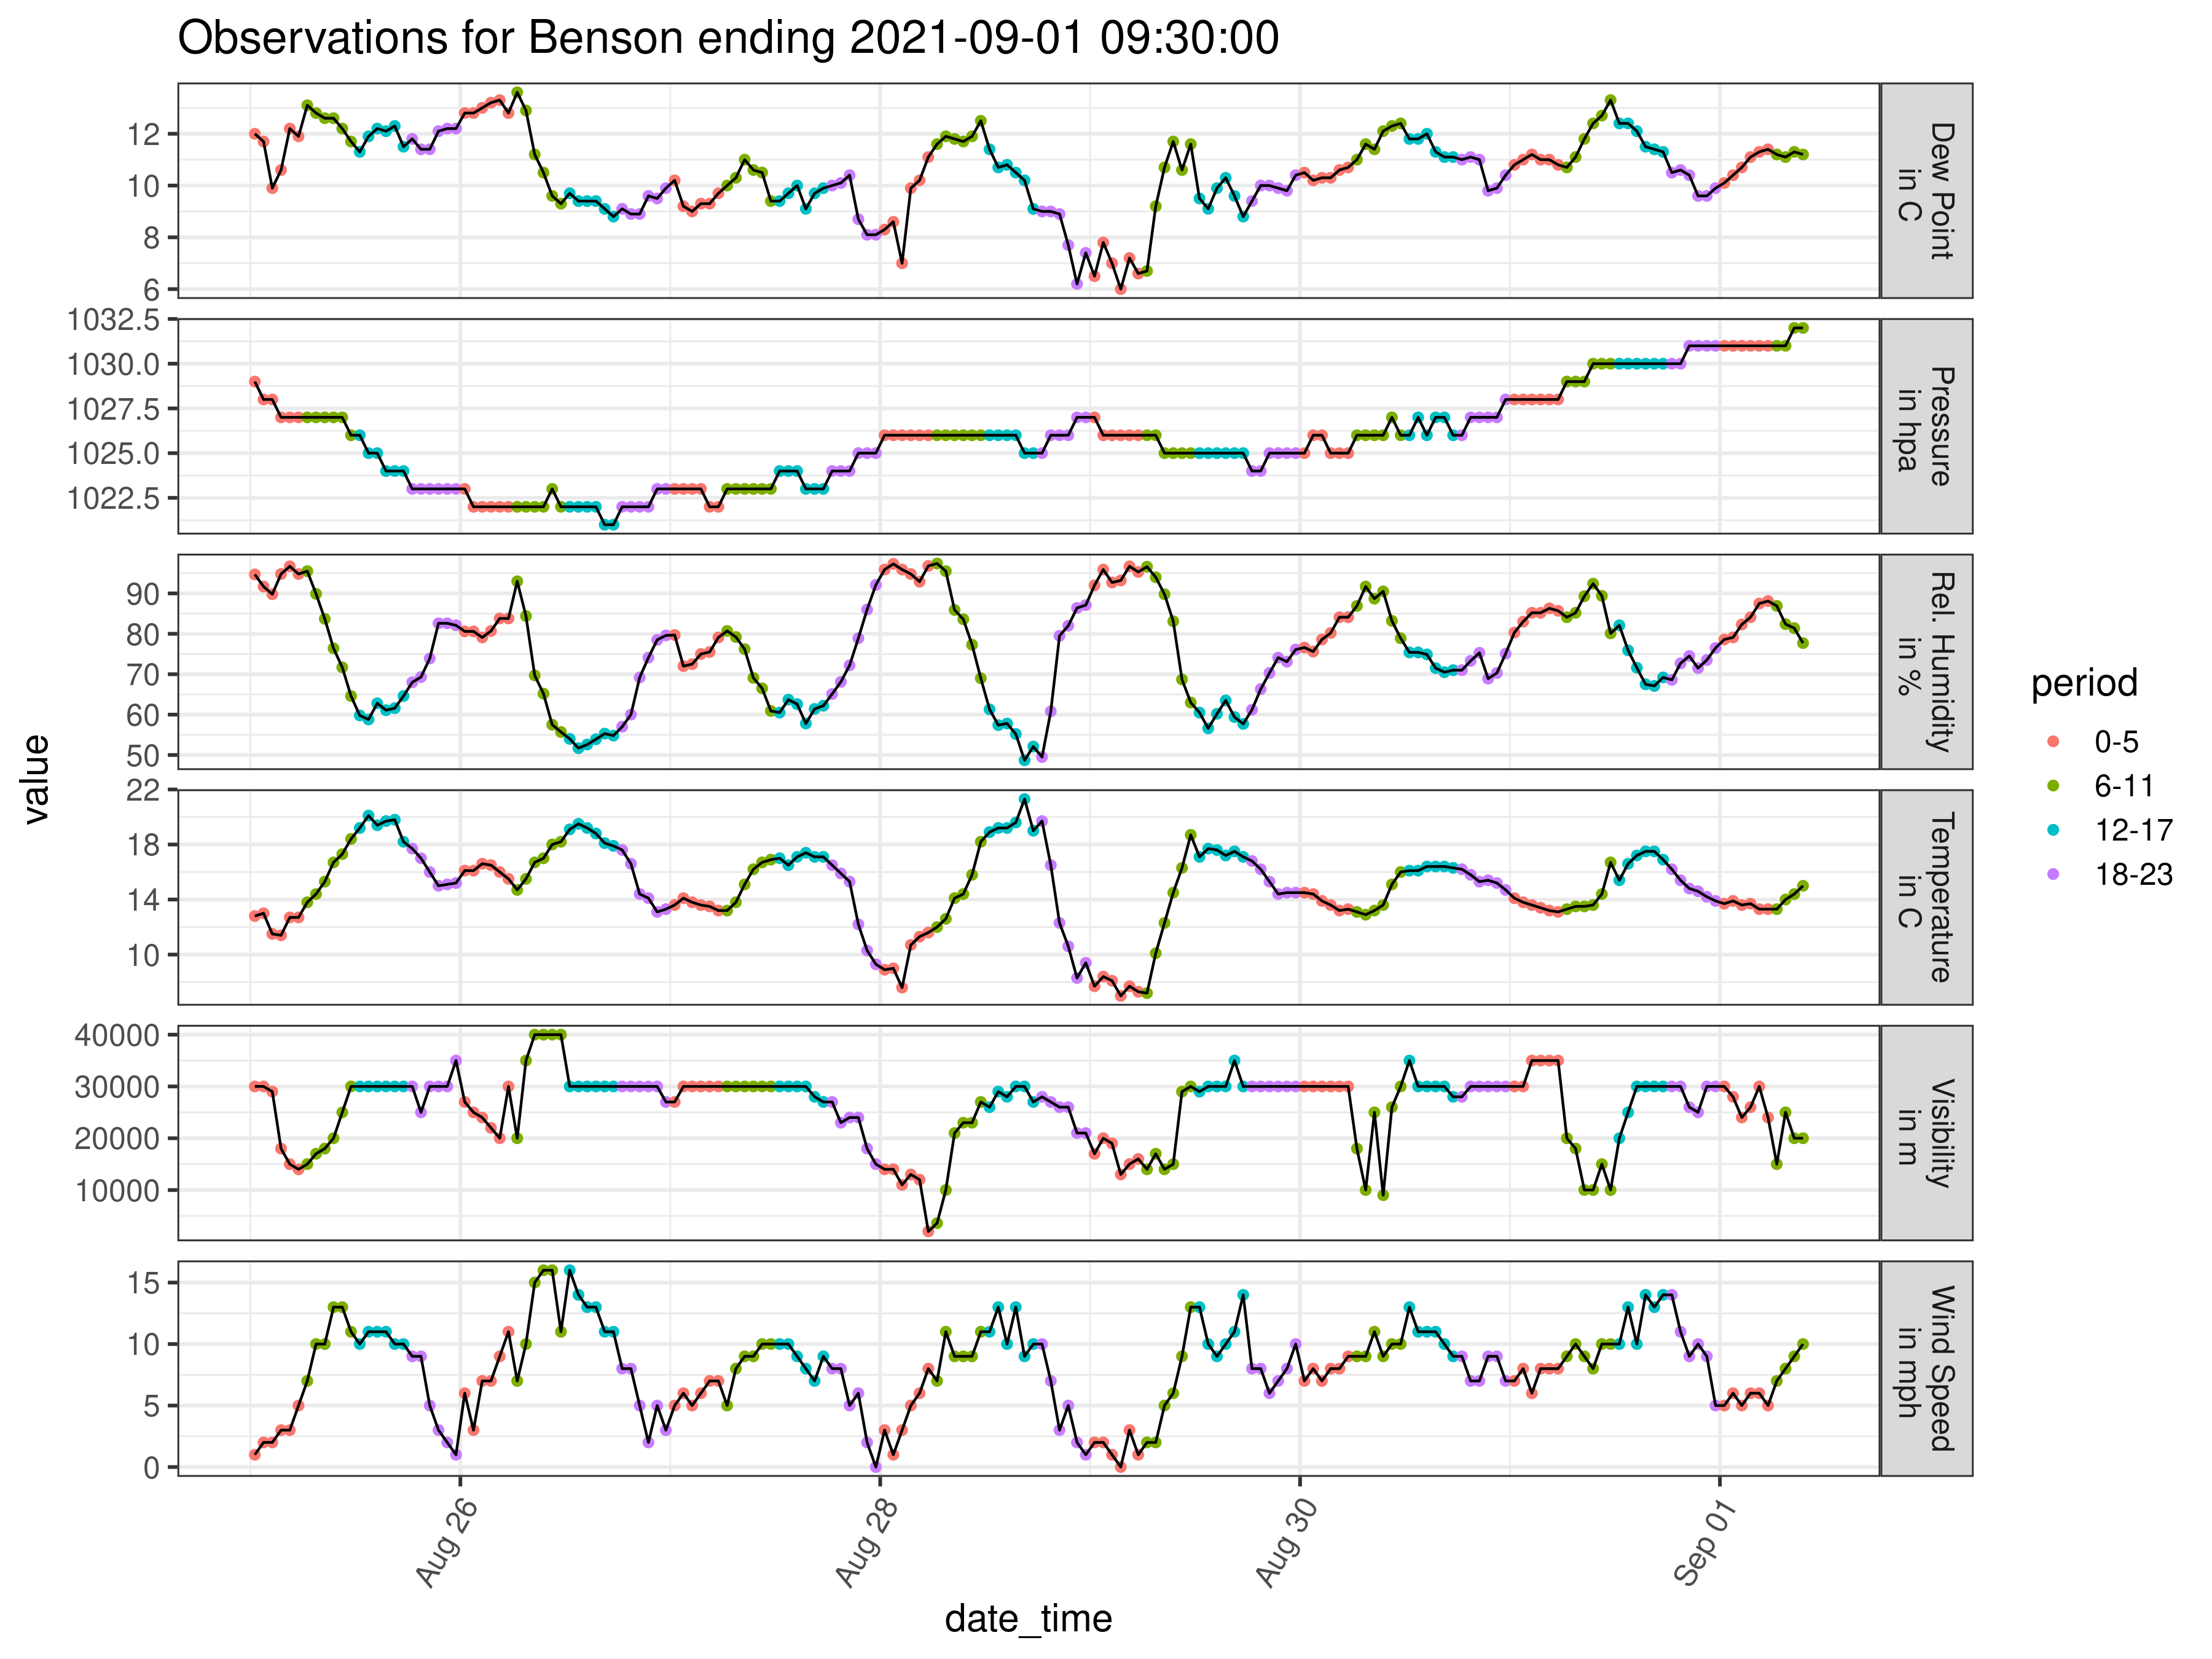 Observations for Benson ending 2021-09-01 09:30:00
12
10
8
6
Dew Point
in C
1032.5
1030.0
1027.5
1025.0
1022.5
Pressure
in hpa
90
80
70
60
50
Rel. Humidity
in %
22
18
14
10
Temperature
in C
40000
30000
20000
10000
Visibility
in m
15
10
5
0
Wind Speed
in mph
value
Aug 26
Aug 28
Aug 30
Sep 01
date_time
period
0-5
6-11
12-17
18-23